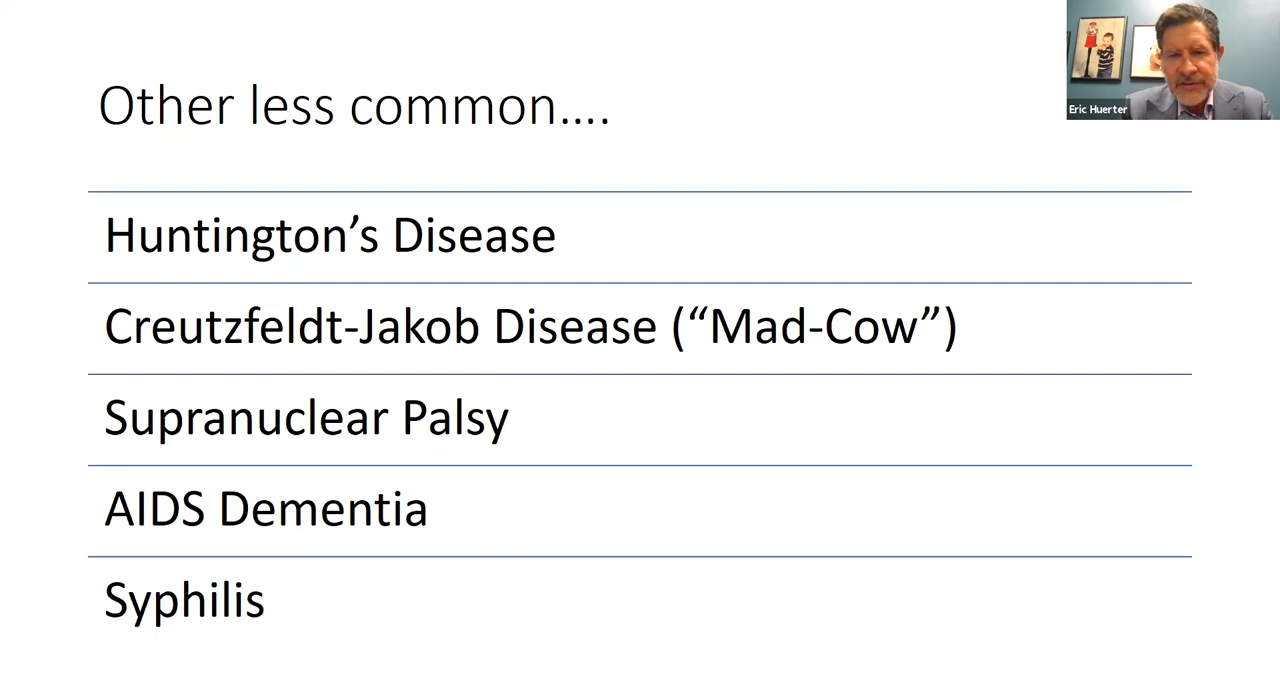 Other less common....
Eric Huerter
Huntington’s Disease
Creutzfeldt-Jakob Disease (“Mad-Cow”)
Supranuclear Palsy
AIDS Dementia
Syphilis